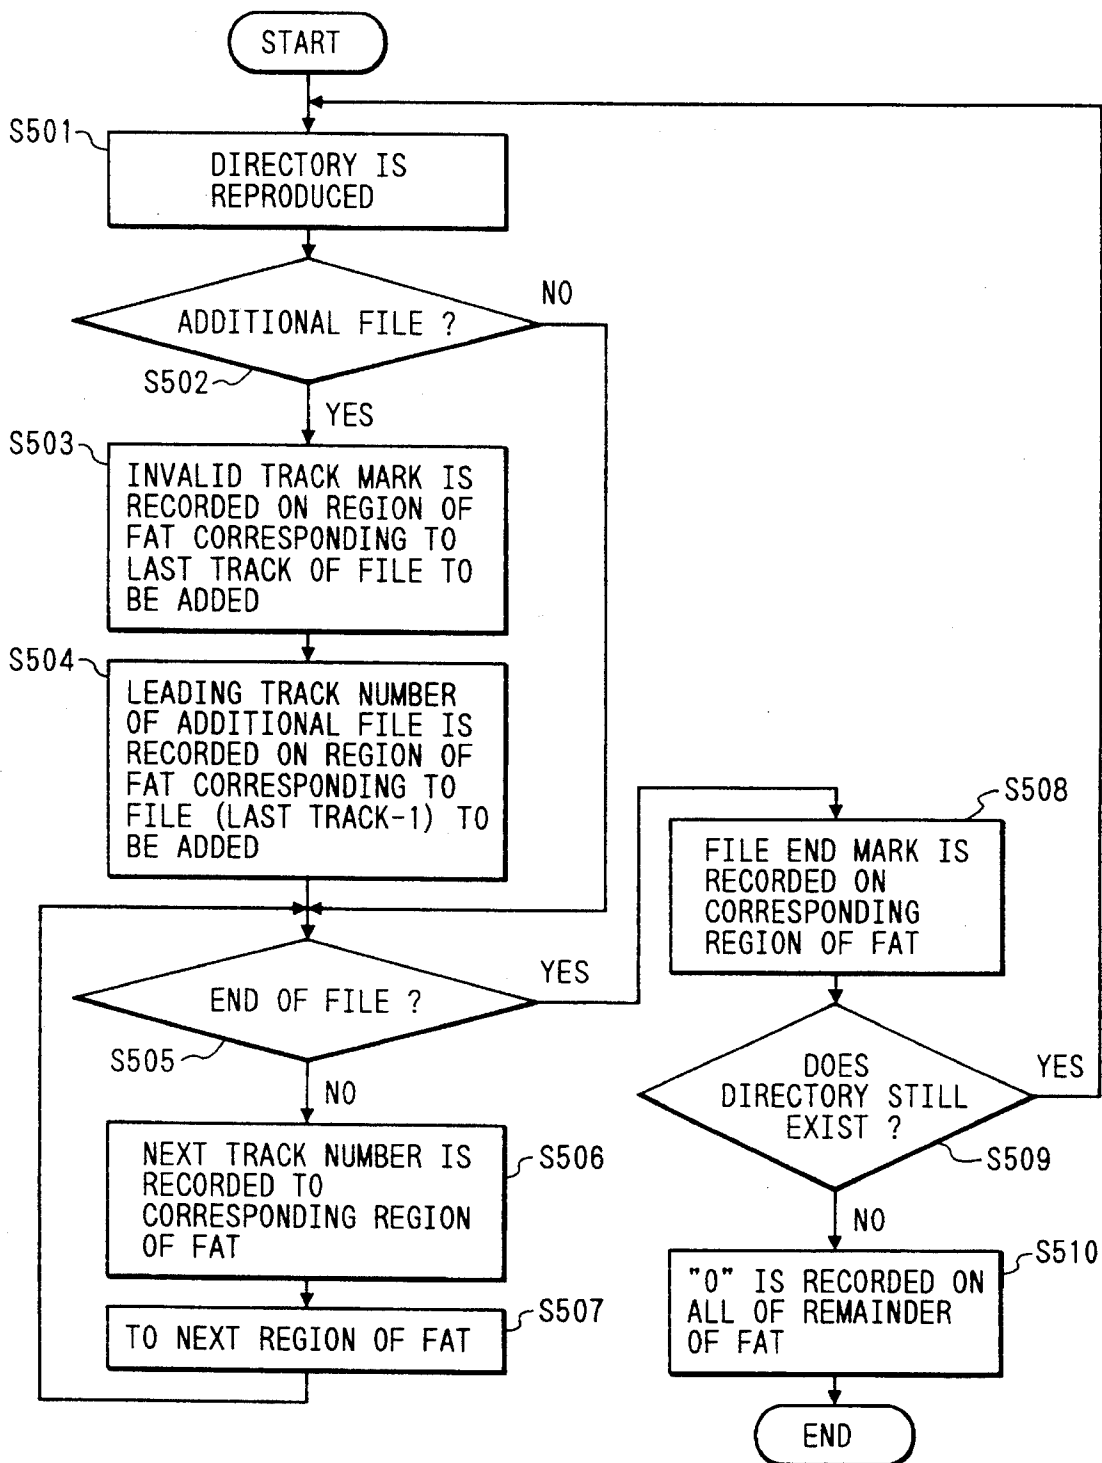 START
S501
DIRECTORY IS
REPRODUCED
NO
ADDITIONAL FILE ?
S502
YES
S503
INVALID TRACK MARK IS
RECORDED ON REGION OF
FAT CORRESPONDING TO
LAST TRACK OF FILE TO
BE ADDED
S504
LEADING TRACK NUMBER
OF ADDITIONAL FILE IS
RECORDED ON REGION OF
FAT CORRESPONDING TO
FILE (LAST TRACK-1) TO
BE ADDED
END OF FILE ?
YES
S505
NO
NEXT TRACK NUMBER IS
RECORDED TO
CORRESPONDING REGION
OF FAT
S506
TO NEXT REGION OF FAT
S507
S508
FILE END MARK IS
RECORDED ON
CORRESPONDING
REGION OF FAT
DOES
DIRECTORY STILL
EXIST ?
YES
S509
NO
S510
"0" IS RECORDED ON
ALL OF REMAINDER
OF FAT
END